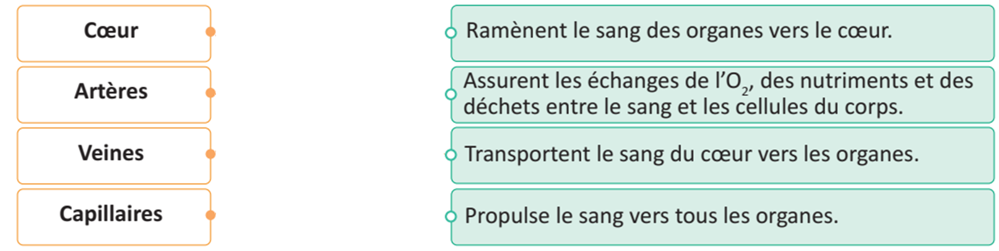 Cœur
Ramènent le sang des organes vers le cœur.
Artères
Assurent les échanges de l’O₂, des nutriments et des
déchets entre le sang et les cellules du corps.
Veines
Transportent le sang du cœur vers les organes.
Capillaires
Propulse le sang vers tous les organes.